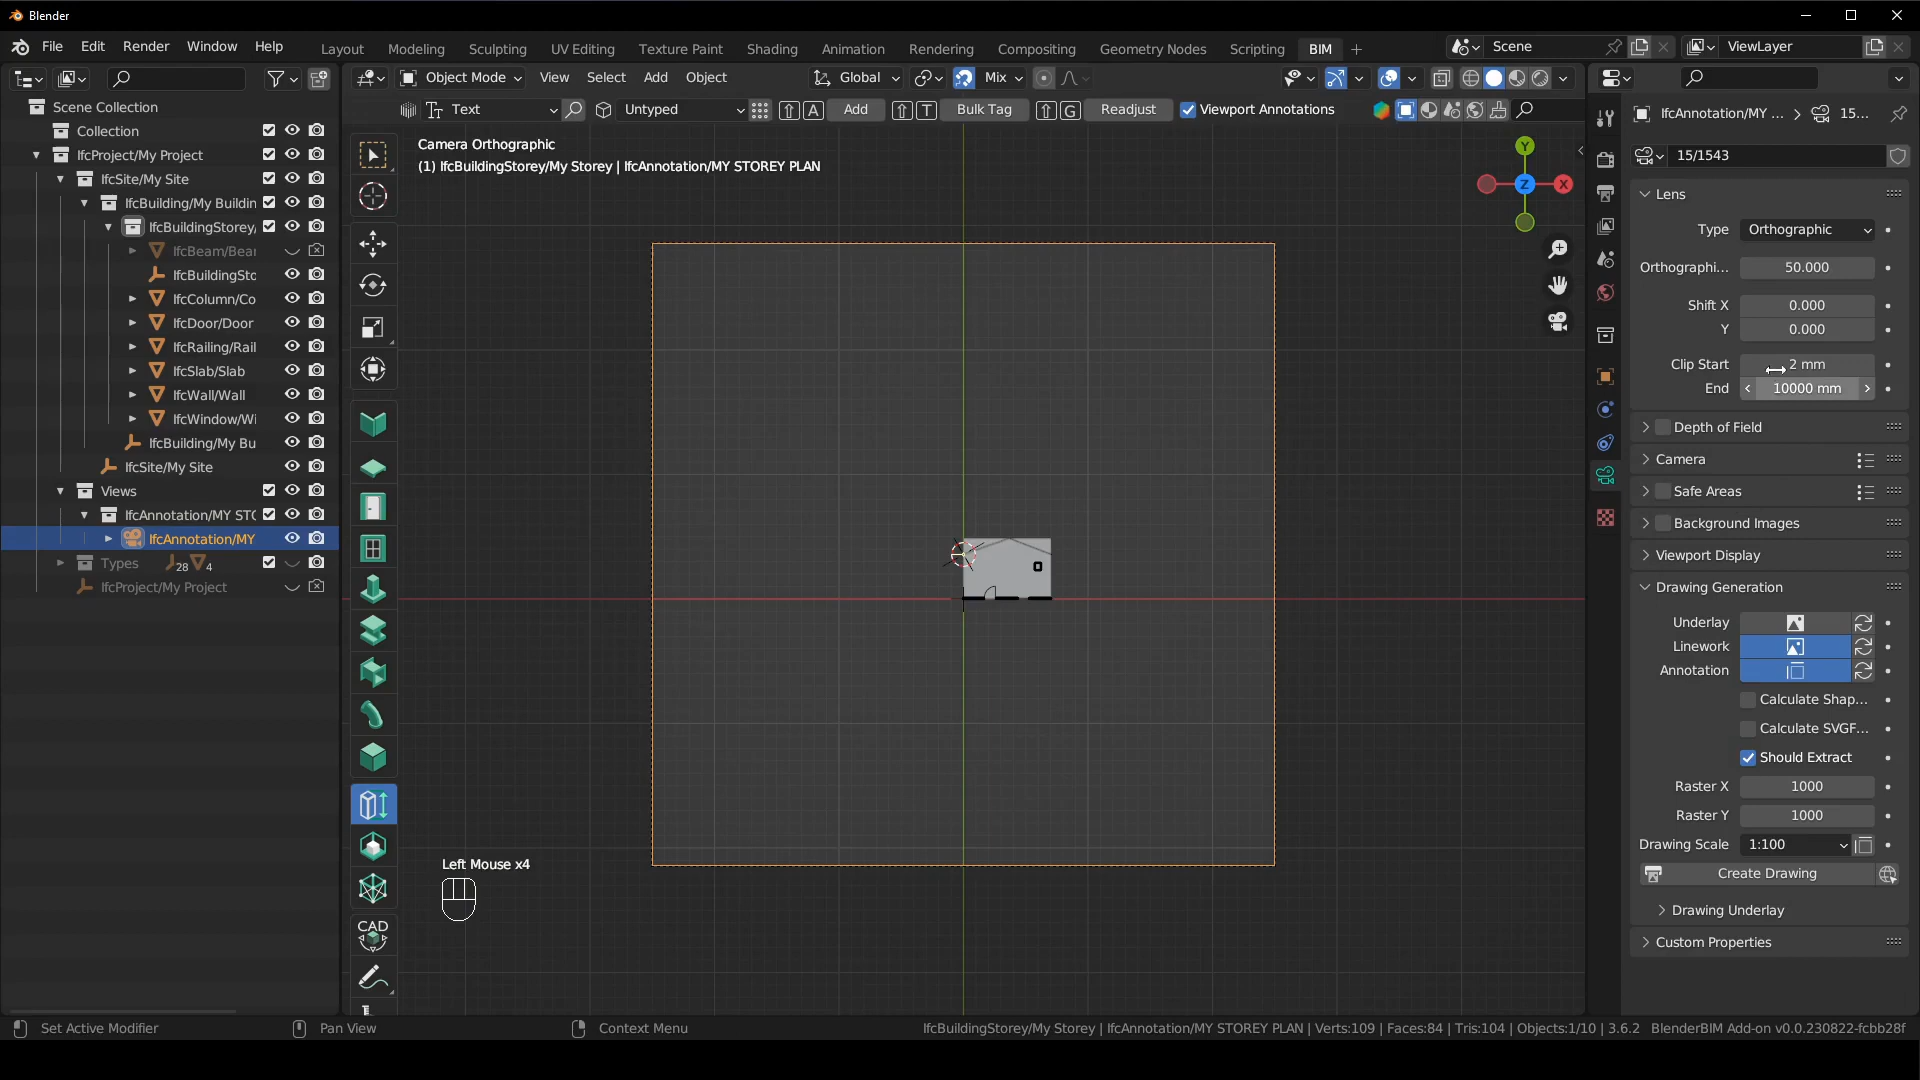 Blender
File Edit Render Window Help
Layout Modeling Sculpting UV Editing Texture Paint Shading Animation Rendering Compositing Geometry Nodes Scripting BIM
Scene
ViewLayer
Object Mode View Select Add Object
Global
Mix
Text
Untyped
A Add
T Bulk Tag
G Readjust
Viewport Annotations
Scene Collection
Collection
IfcProject/My Project
IfcSite/My Site
IfcBuilding/My Buildin
IfcBuildingStorey/
IfcBeam/Bear
IfcBuildingSto
IfcColumn/Co
IfcDoor/Door
IfcRailing/Rail
IfcSlab/Slab
IfcWall/Wall
IfcWindow/Wi
IfcBuilding/My Bu
IfcSite/My Site
Views
IfcAnnotation/MY STO
IfcAnnotation/MY
Types 28 4
IfcProject/My Project
Camera Orthographic
(1) IfcBuildingStorey/My Storey | IfcAnnotation/MY STOREY PLAN
Y
Z
X
CAD
Left Mouse x4
IfcAnnotation/MY ... 15...
15/1543
Lens
Type Orthographic
Orthographi... 50.000
Shift X 0.000
Y 0.000
Clip Start 2 mm
End 10000 mm
Depth of Field
Camera
Safe Areas
Background Images
Viewport Display
Drawing Generation
Underlay
Linework
Annotation
Calculate Shap...
Calculate SVGF...
Should Extract
Raster X 1000
Raster Y 1000
Drawing Scale 1:100
Create Drawing
Drawing Underlay
Custom Properties
Set Active Modifier
Pan View
Context Menu
IfcBuildingStorey/My Storey | IfcAnnotation/MY STOREY PLAN | Verts:109 | Faces:84 | Tris:104 | Objects:1/10 | 3.6.2 BlenderBIM Add-on v0.0.230822-fcbb28f